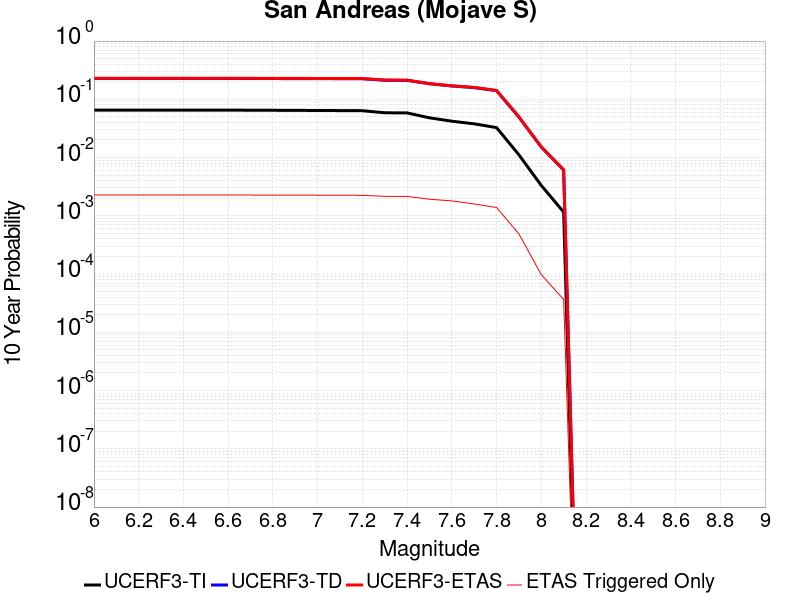 San Andreas (Mojave S)
10^0
10^-1
10^-2
10^-3
10^-4
10^-5
10^-6
10^-7
10^-8
10 Year Probability
6 6.2 6.4 6.6 6.8 7 7.2 7.4 7.6 7.8 8 8.2 8.4 8.6 8.8 9
Magnitude
UCERF3-TI UCERF3-TD UCERF3-ETAS ETAS Triggered Only